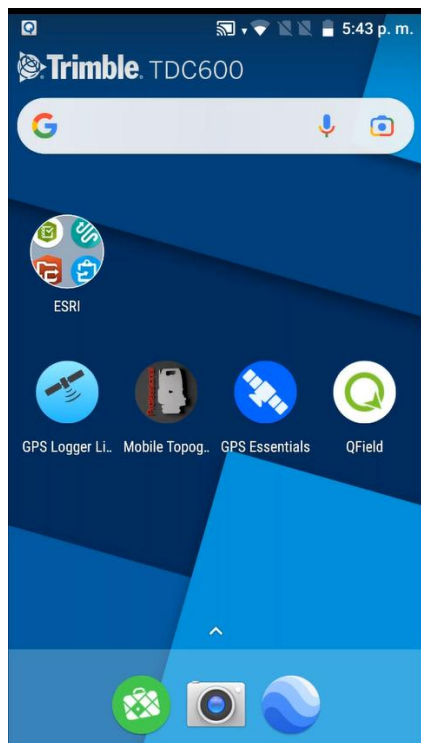 5:43 p. m.
Trimble. TDC600
ESRI
GPS Logger Li..
Mobile Topog..
GPS Essentials
QField